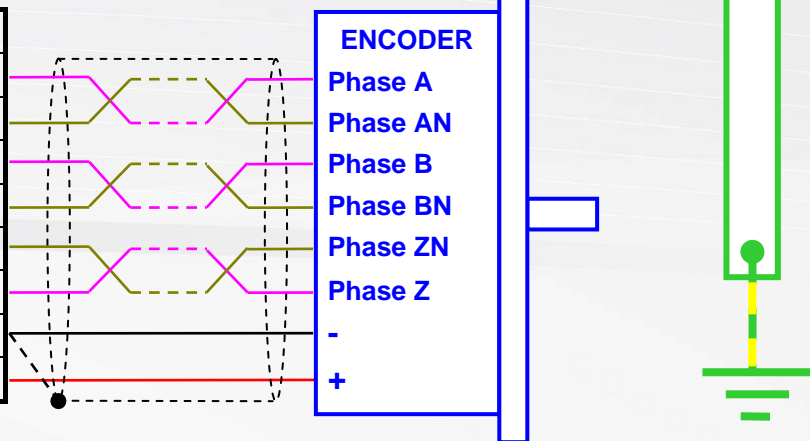 ENCODER
Phase A
Phase AN
Phase B
Phase BN
Phase ZN
Phase Z
-
+